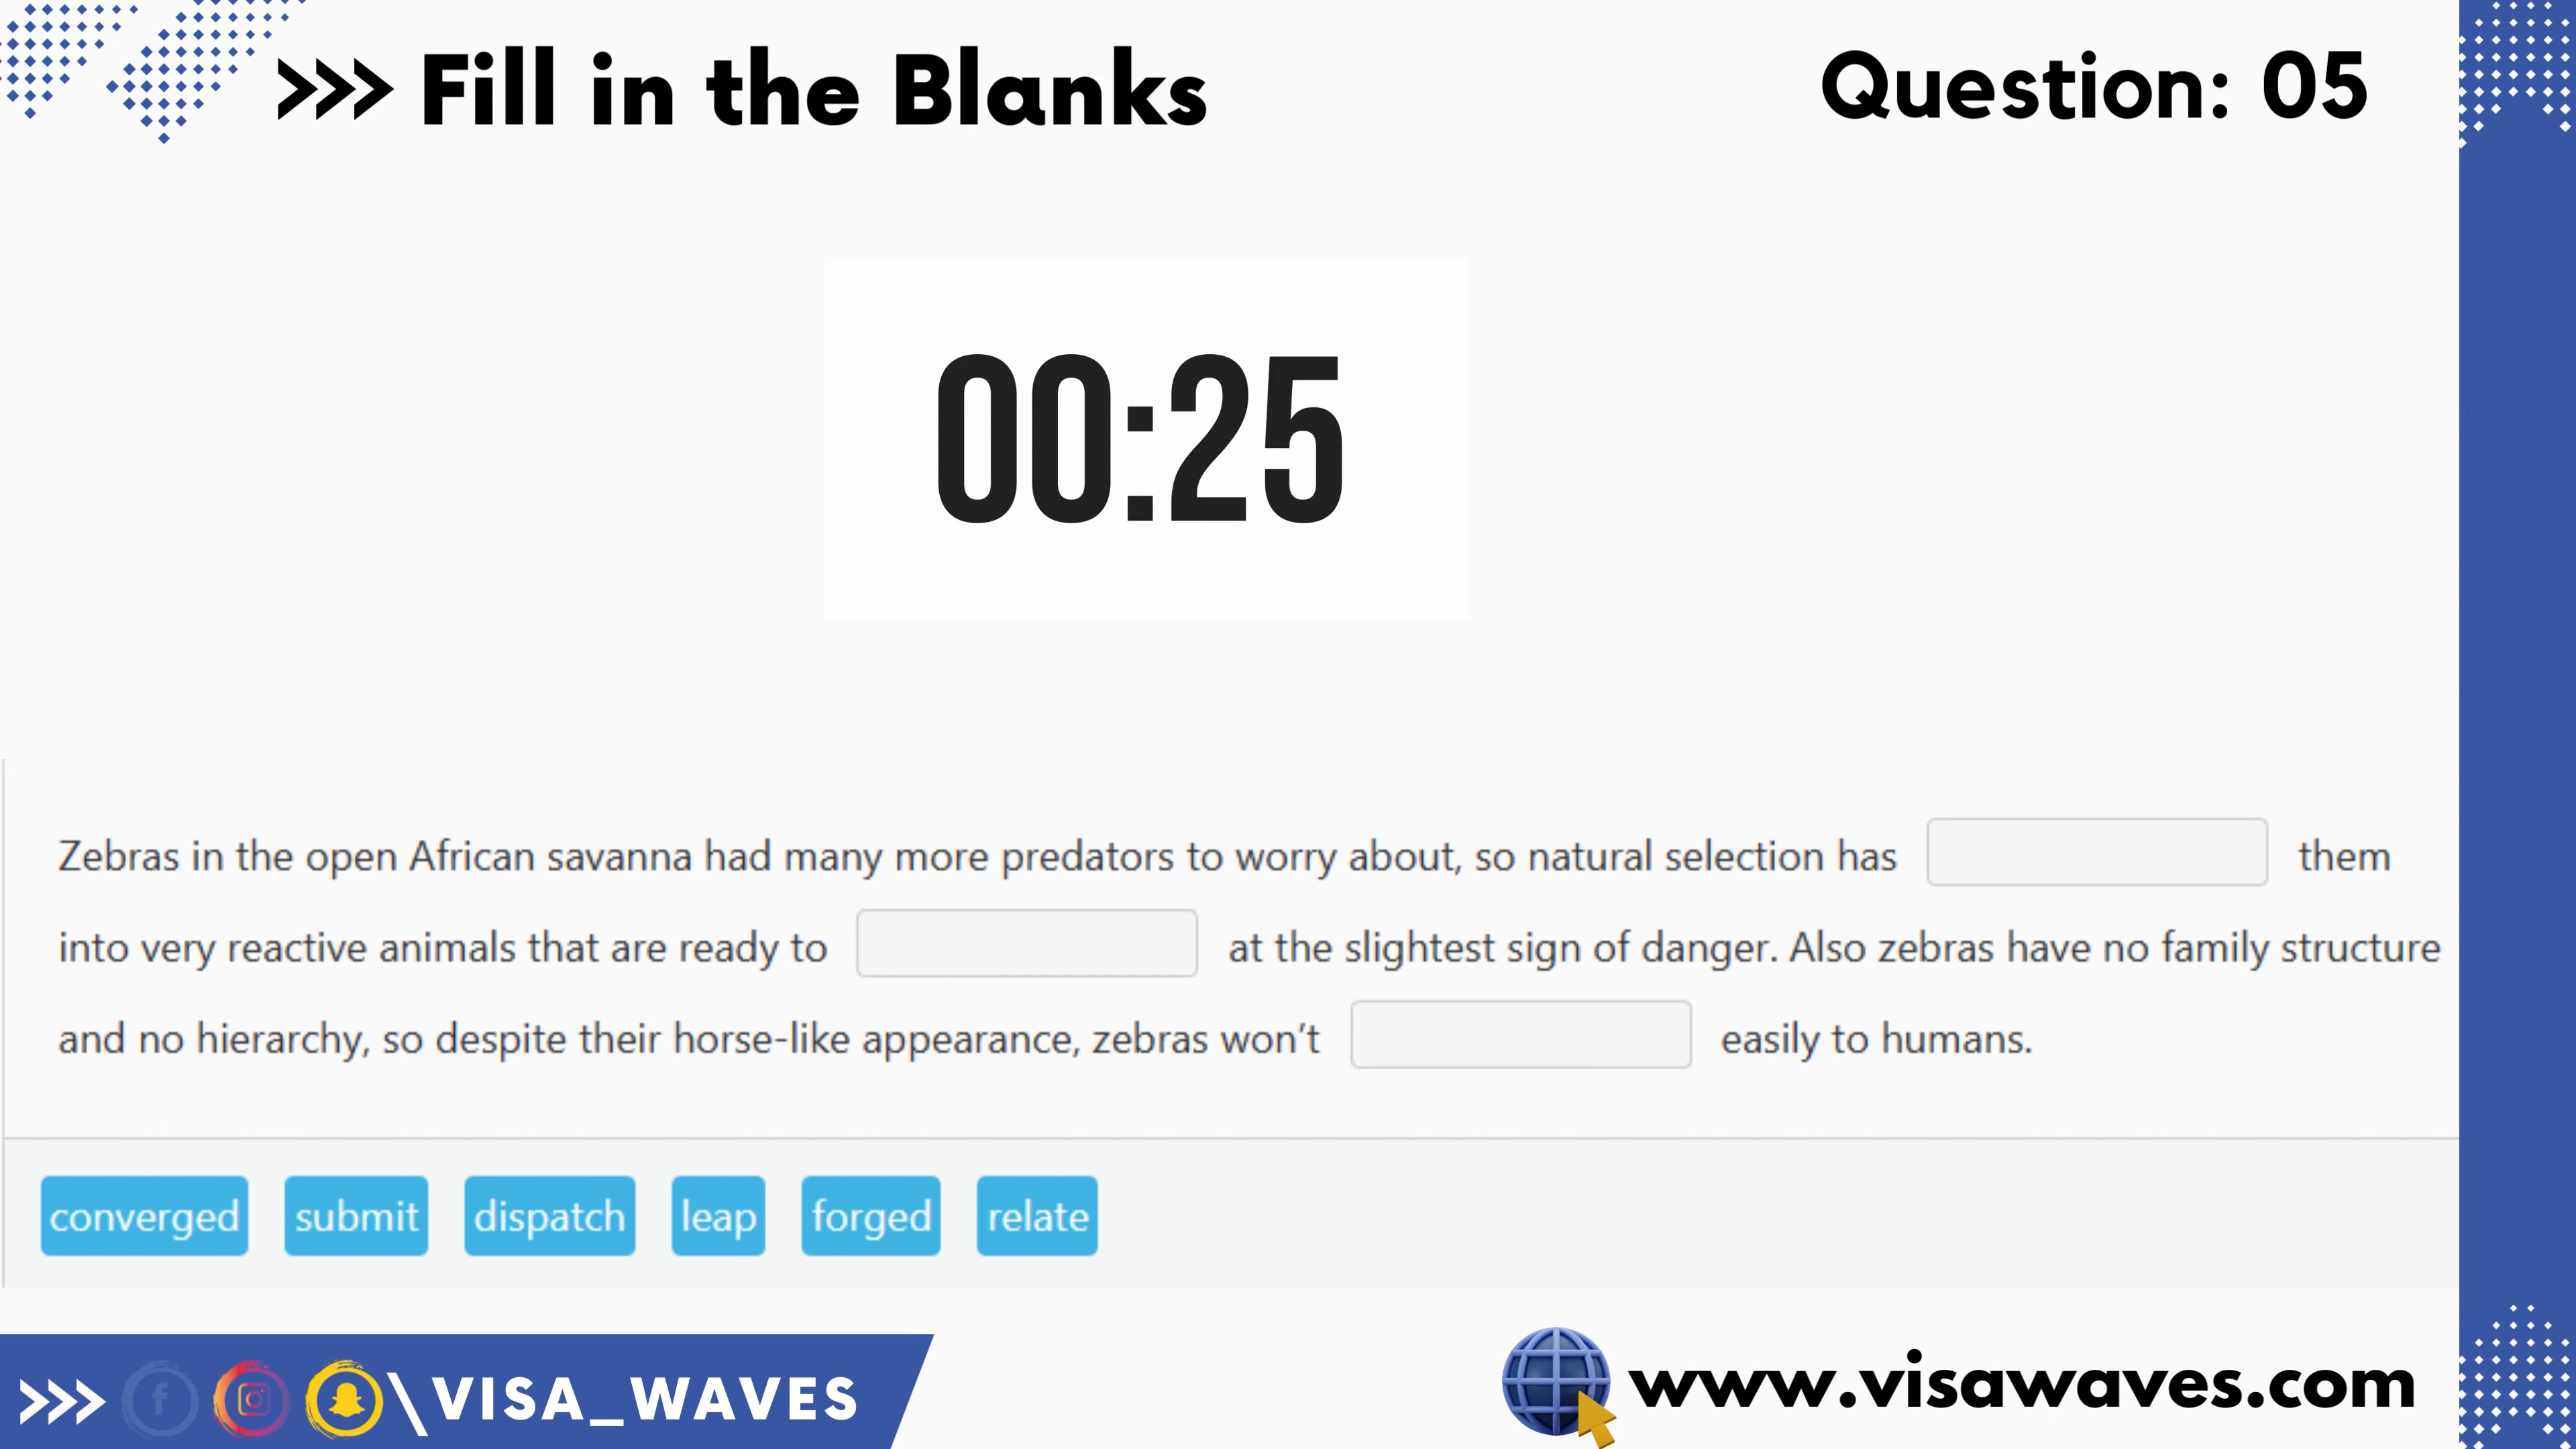 >>> Fill in the Blanks
Question: 05
00:25
Zebras in the open African savanna had many more predators to worry about, so natural selection has them
into very reactive animals that are ready to at the slightest sign of danger. Also zebras have no family structure
and no hierarchy, so despite their horse-like appearance, zebras won’t easily to humans.
converged submit dispatch leap forged relate
>>> \VISA_WAVES
www.visawaves.com